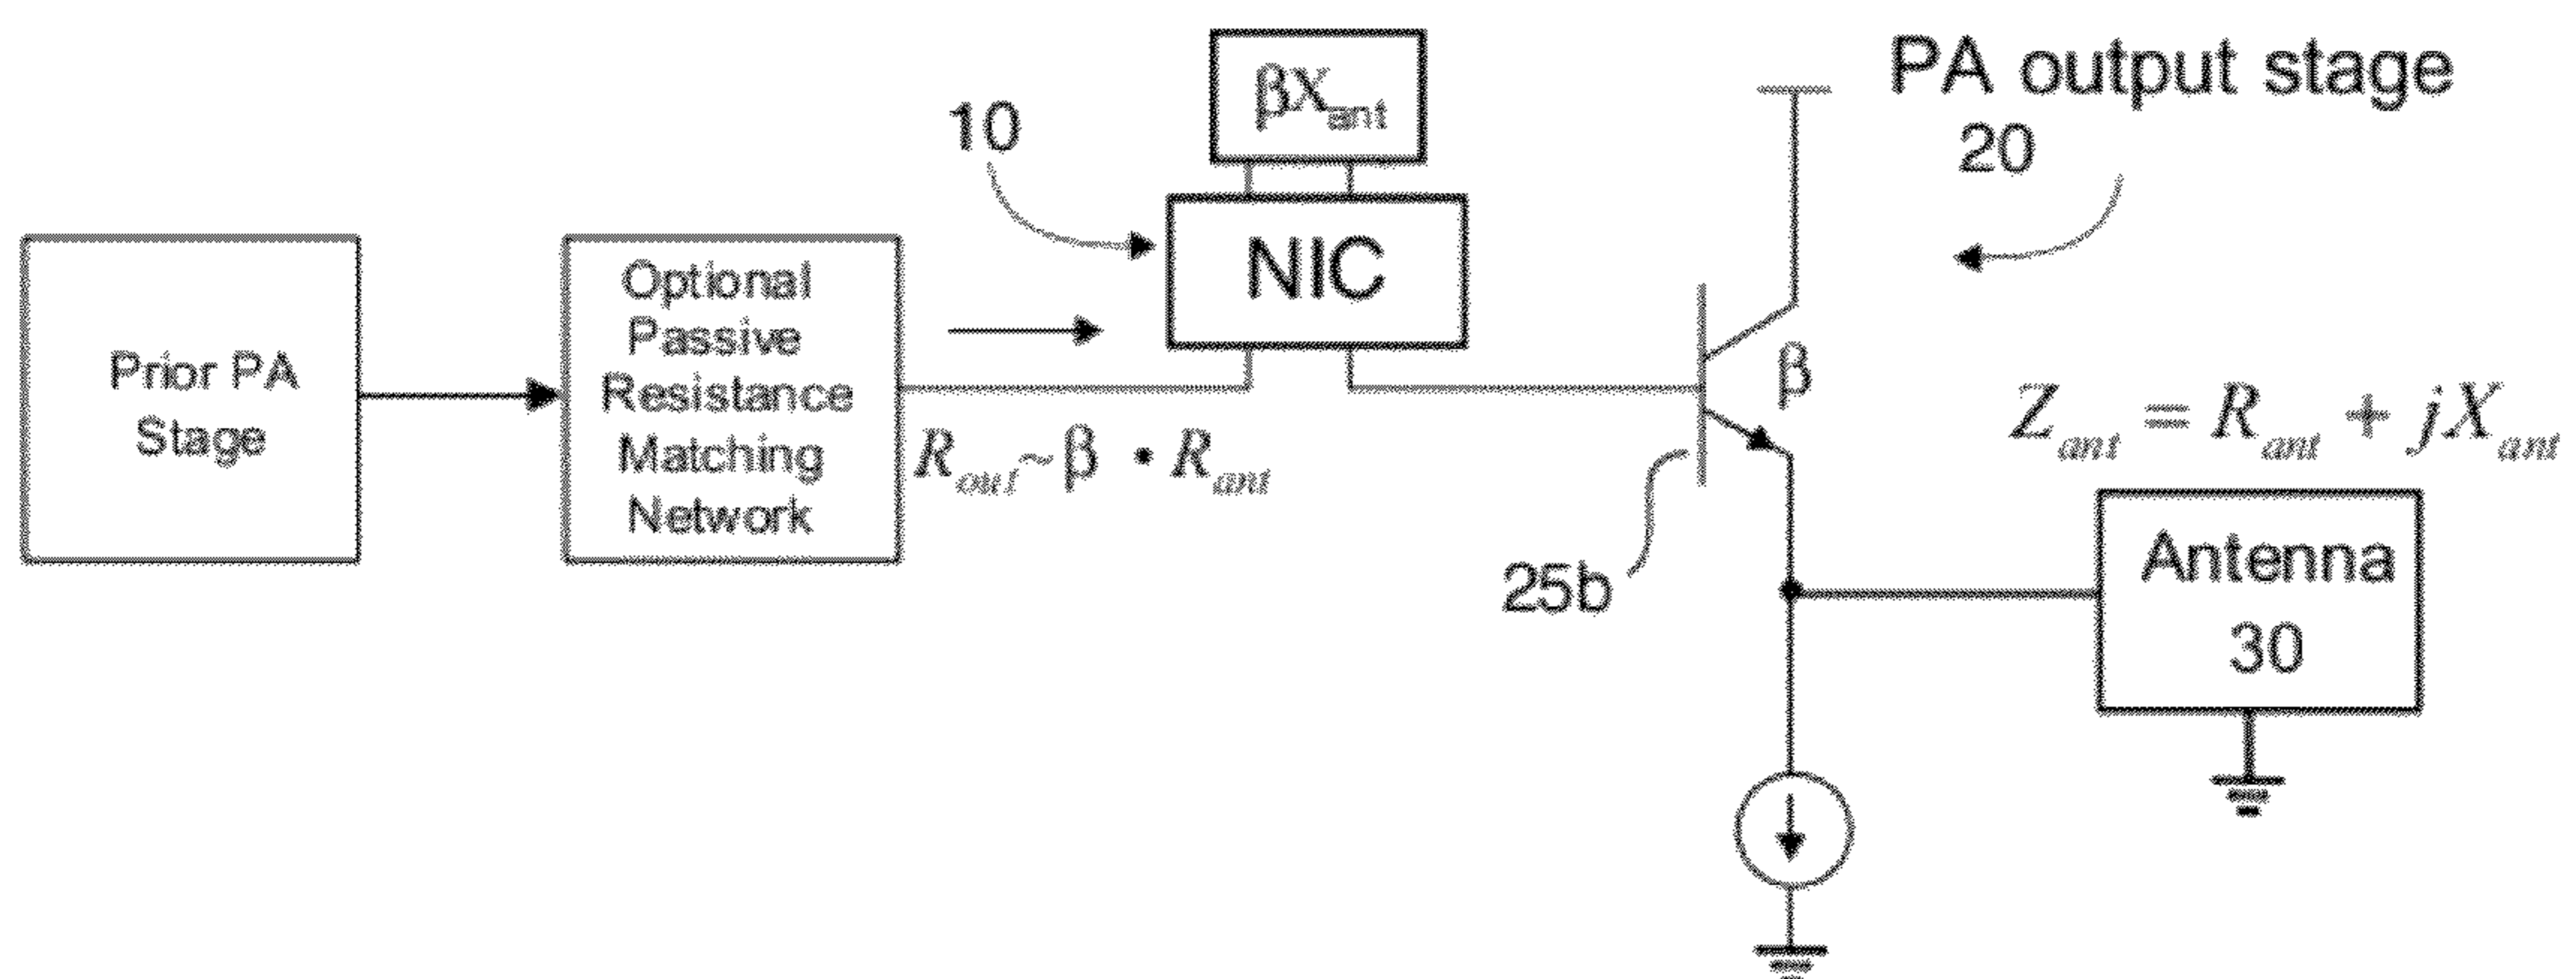 Prior PA
Stage
Optional
Passive
Resistance
Matching
Network
10
βX_ant
NIC
R_out~β • R_ant
PA output stage
20
β
25b
Z_ant = R_ant + jX_ant
Antenna
30